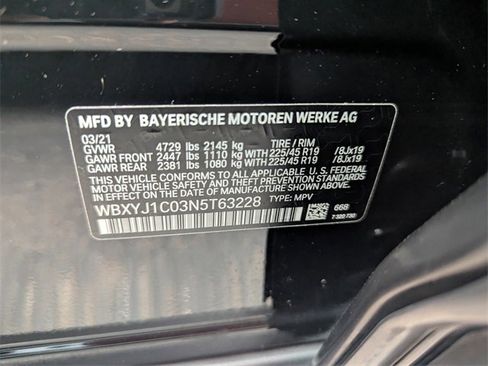 MFD BY BAYERISCHE MOTOREN WERKE AG
03/21
GVWR 4729 lbs 2145 kg TIRE / RIM
GAWR FRONT 2447 lbs 1110 kg WITH 225/45 R19 /8Jx19
GAWR REAR 2381 lbs 1080 kg WITH 225/45 R19 /8Jx19
THIS VEHICLE CONFORMS TO ALL APPLICABLE FEDERAL
MOTOR VEHICLE SAFETY AND THEFT PREVENTION STANDARDS
IN EFFECT ON THE DATE OF MANUFACTURE SHOWN ABOVE.
WBXYJ1C03N5T63228 TYPE: MPV 668